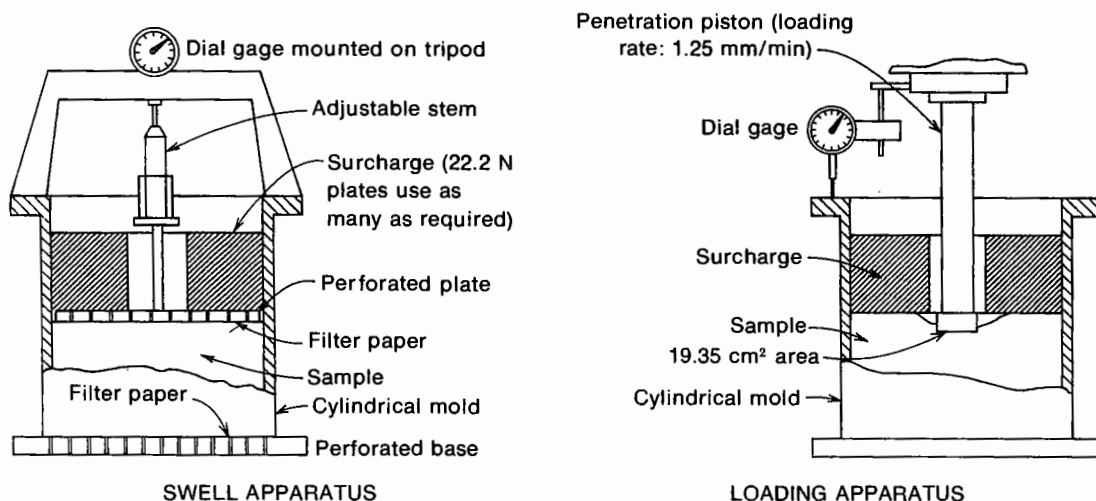 Dial gage mounted on tripod
Adjustable stem
Surcharge (22.2 N
plates use as
many as required)
Perforated plate
Filter paper
Sample
Filter paper
Cylindrical mold
Perforated base
SWELL APPARATUS
Penetration piston (loading
rate: 1.25 mm/min)
Dial gage
Surcharge
Sample
19.35 cm² area
Cylindrical mold
LOADING APPARATUS